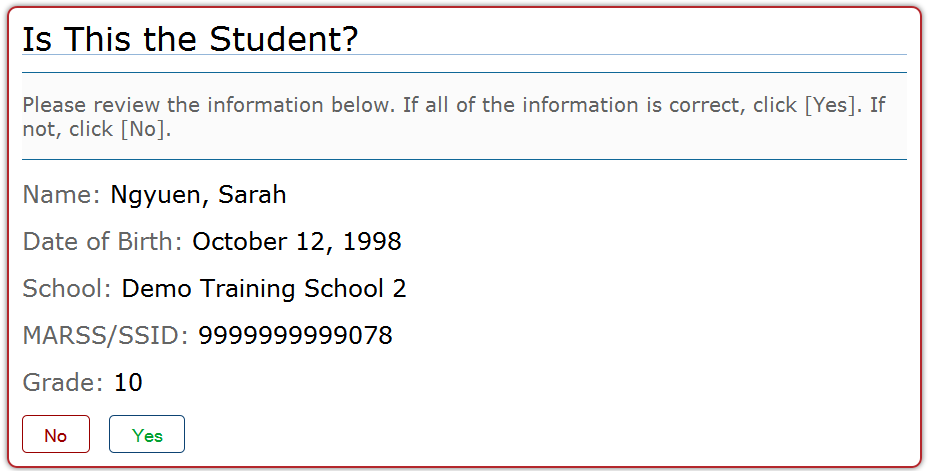 Is This the Student?
Please review the information below. If all of the information is correct, click [Yes]. If
not, click [No].
Name: Ngyuen, Sarah
Date of Birth: October 12, 1998
School: Demo Training School 2
MARSS/SSID: 9999999999078
Grade: 10
No Yes